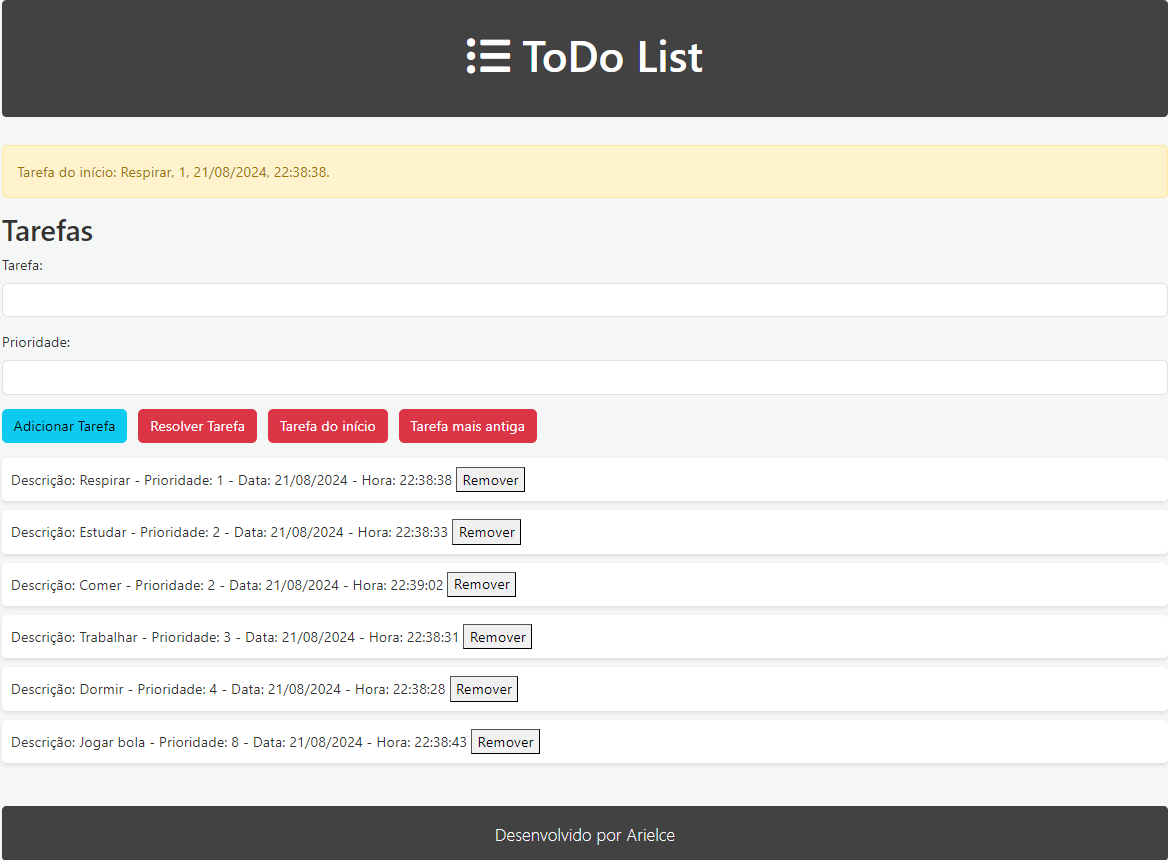 ToDo List
Tarefa do início: Respirar, 1, 21/08/2024, 22:38:38.
Tarefas
Tarefa:
Prioridade:
Adicionar Tarefa Resolver Tarefa Tarefa do início Tarefa mais antiga
Descrição: Respirar - Prioridade: 1 - Data: 21/08/2024 - Hora: 22:38:38 Remover
Descrição: Estudar - Prioridade: 2 - Data: 21/08/2024 - Hora: 22:38:33 Remover
Descrição: Comer - Prioridade: 2 - Data: 21/08/2024 - Hora: 22:39:02 Remover
Descrição: Trabalhar - Prioridade: 3 - Data: 21/08/2024 - Hora: 22:38:31 Remover
Descrição: Dormir - Prioridade: 4 - Data: 21/08/2024 - Hora: 22:38:28 Remover
Descrição: Jogar bola - Prioridade: 8 - Data: 21/08/2024 - Hora: 22:38:43 Remover
Desenvolvido por Arielce